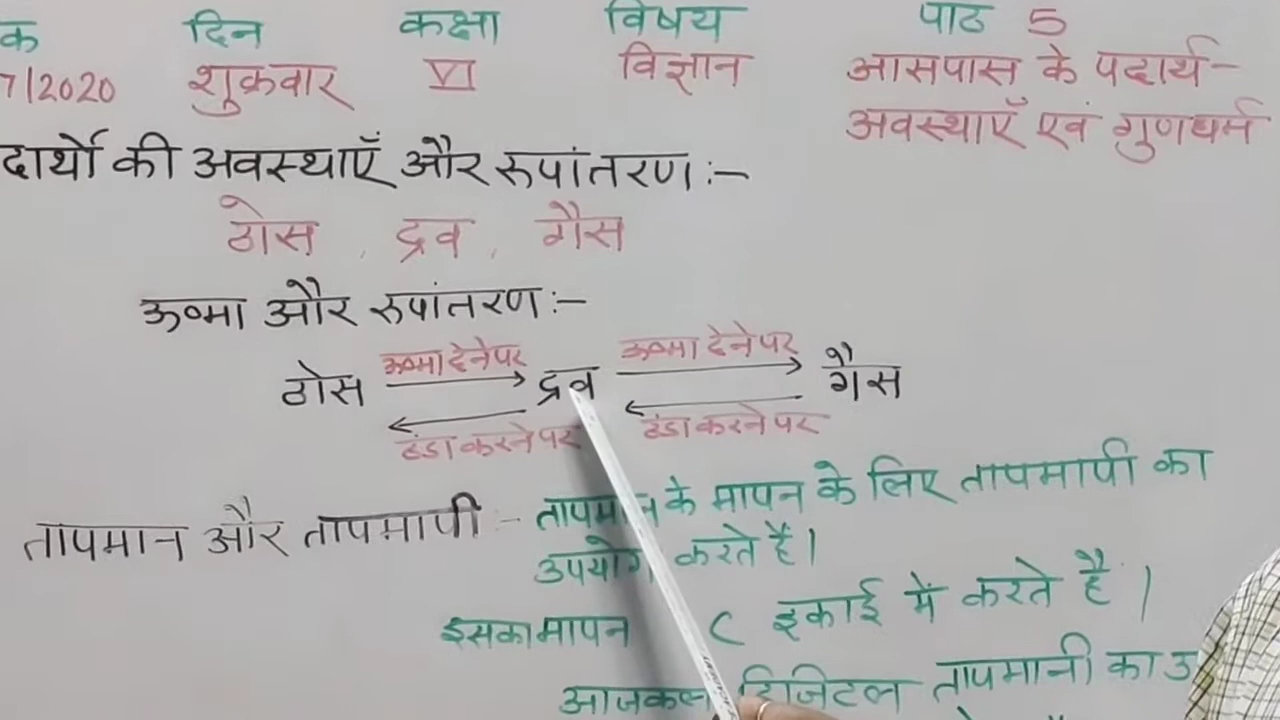 क दिन कक्षा विषय पाठ 5
7/2020 शुक्रवार VI विज्ञान आसपास के पदार्थ-
अवस्थाएँ एवं गुणधर्म
दार्थो की अवस्थाएँ और रुपांतरण:-
ठोस, द्रव, गैस
ऊष्मा और रुपांतरण:-
ऊष्मा देने पर ऊष्मा देने पर
ठोस द्रव गैस
ठंडा करने पर ठंडा करने पर
तापमान और तापमापी:- तापमान के मापन के लिए तापमापी का
उपयोग करते हैं।
इसका मापन C इकाई में करते है।
आजकल डिजिटल तापमानी का उ